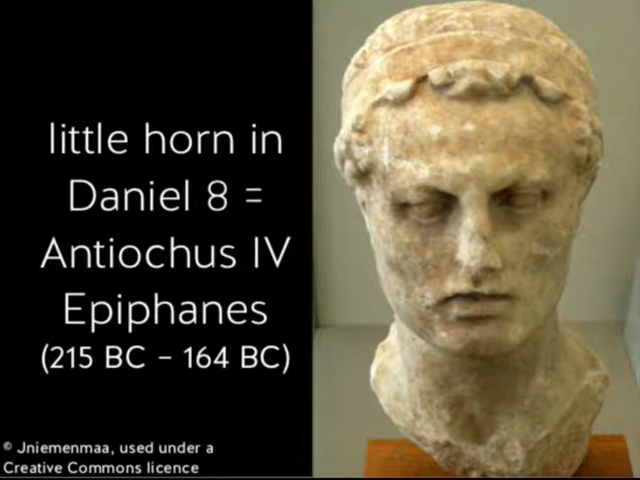 little horn in
Daniel 8 =
Antiochus IV
Epiphanes
(215 BC – 164 BC)
© Jniemenmaa, used under a
Creative Commons licence